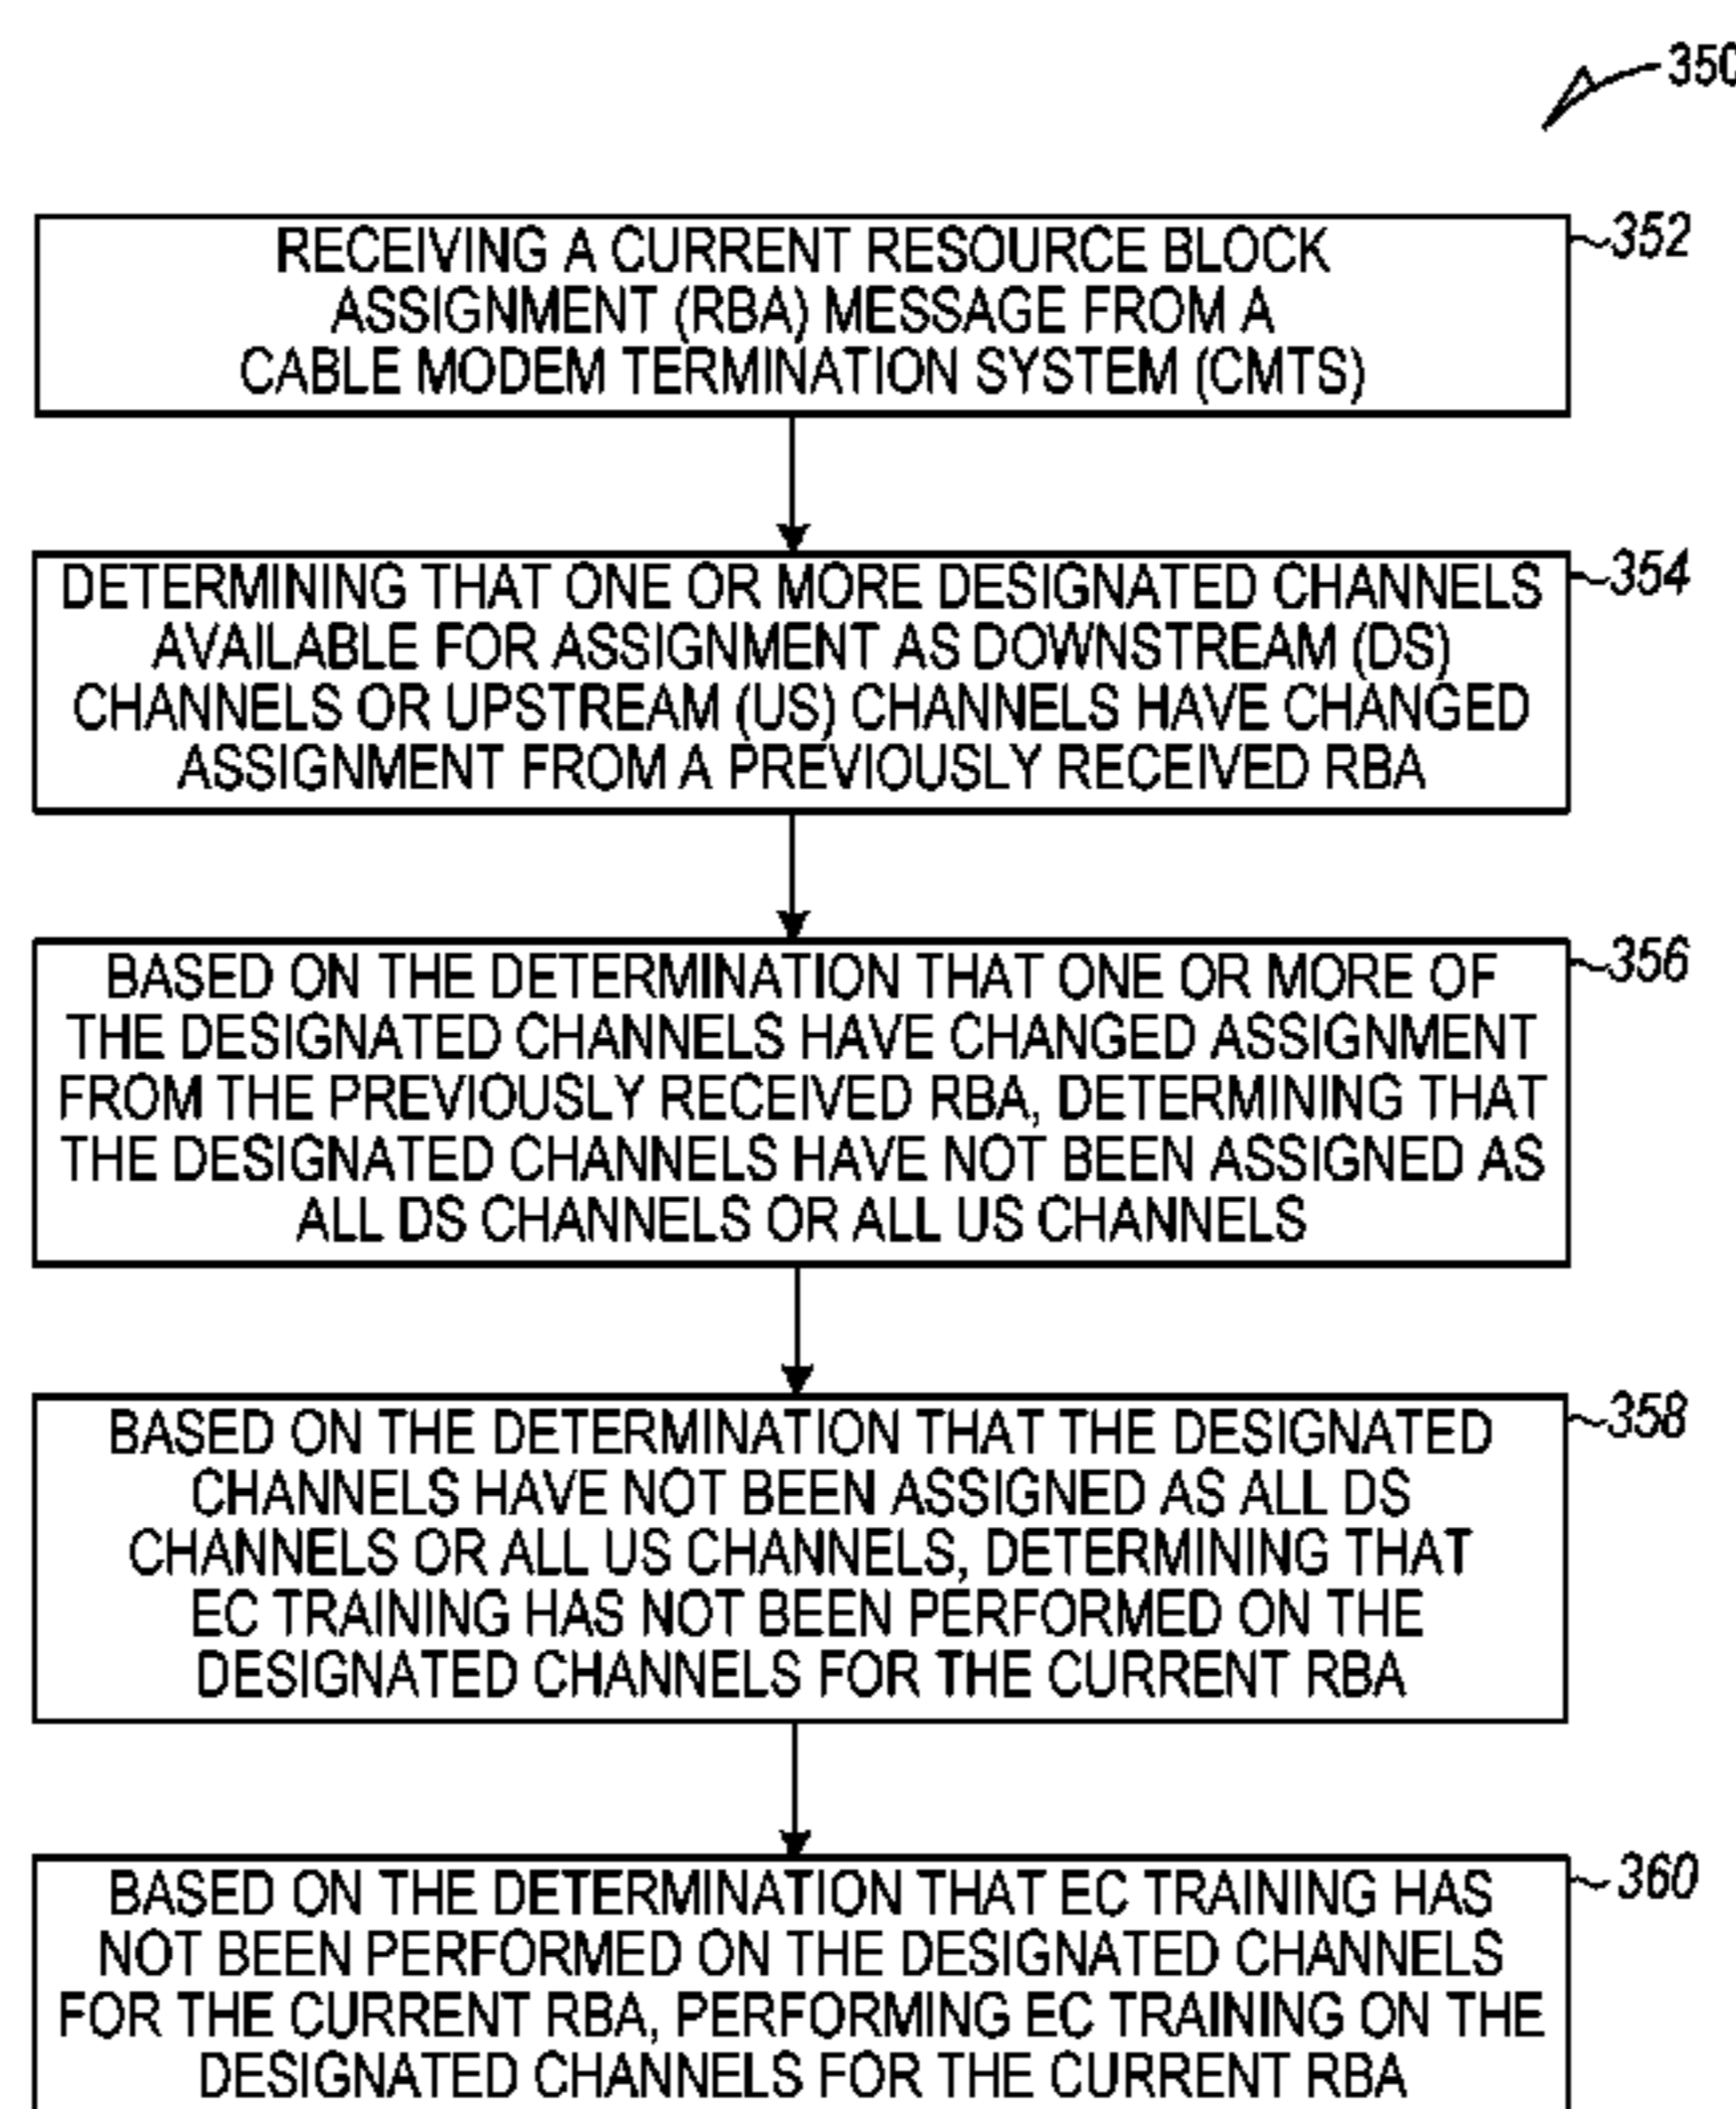 350
RECEIVING A CURRENT RESOURCE BLOCK
ASSIGNMENT (RBA) MESSAGE FROM A
CABLE MODEM TERMINATION SYSTEM (CMTS)
352
DETERMINING THAT ONE OR MORE DESIGNATED CHANNELS
AVAILABLE FOR ASSIGNMENT AS DOWNSTREAM (DS)
CHANNELS OR UPSTREAM (US) CHANNELS HAVE CHANGED
ASSIGNMENT FROM A PREVIOUSLY RECEIVED RBA
354
BASED ON THE DETERMINATION THAT ONE OR MORE OF
THE DESIGNATED CHANNELS HAVE CHANGED ASSIGNMENT
FROM THE PREVIOUSLY RECEIVED RBA, DETERMINING THAT
THE DESIGNATED CHANNELS HAVE NOT BEEN ASSIGNED AS
ALL DS CHANNELS OR ALL US CHANNELS
356
BASED ON THE DETERMINATION THAT THE DESIGNATED
CHANNELS HAVE NOT BEEN ASSIGNED AS ALL DS
CHANNELS OR ALL US CHANNELS, DETERMINING THAT
EC TRAINING HAS NOT BEEN PERFORMED ON THE
DESIGNATED CHANNELS FOR THE CURRENT RBA
358
BASED ON THE DETERMINATION THAT EC TRAINING HAS
NOT BEEN PERFORMED ON THE DESIGNATED CHANNELS
FOR THE CURRENT RBA, PERFORMING EC TRAINING ON THE
DESIGNATED CHANNELS FOR THE CURRENT RBA
360